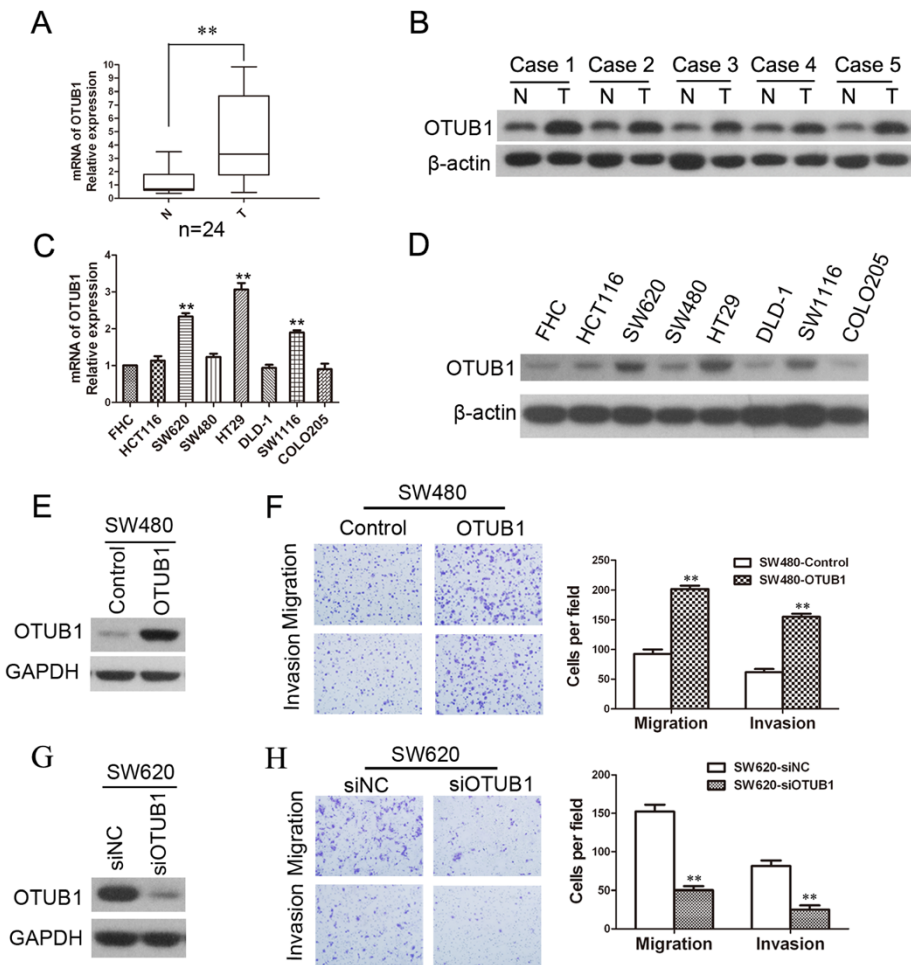 A
**
mRNA of OTUB1
Relative expression
10
9
8
7
6
5
4
3
2
1
0
N
T
n=24
B
Case 1 Case 2 Case 3 Case 4 Case 5
N T N T N T N T N T
OTUB1
β-actin
C
mRNA of OTUB1
Relative expression
4
3
2
1
0
**
**
**
FHC
HCT116
SW620
SW480
HT29
DLD-1
SW1116
COLO205
D
FHC
HCT116
SW620
SW480
HT29
DLD-1
SW1116
COLO205
OTUB1
β-actin
E
SW480
Control
OTUB1
OTUB1
GAPDH
F
SW480
Control OTUB1
Migration
Invasion
SW480-Control
SW480-OTUB1
Cells per field
200
150
100
50
0
**
**
Migration Invasion
G
SW620
siNC
siOTUB1
OTUB1
GAPDH
H
SW620
siNC siOTUB1
Migration
Invasion
SW620-siNC
SW620-siOTUB1
Cells per field
200
150
100
50
0
**
**
Migration Invasion